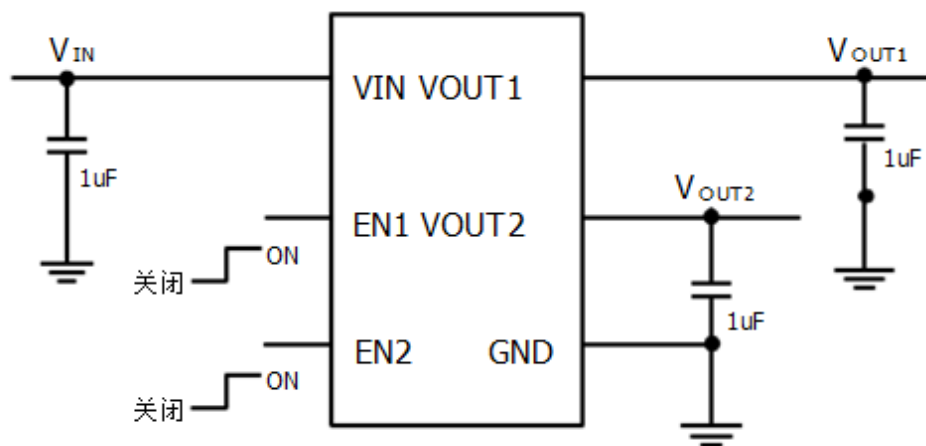 VIN
VOUT1
VIN VOUT1
1uF
1uF
VOUT2
EN1 VOUT2
ON
关闭
1uF
EN2 GND
ON
关闭